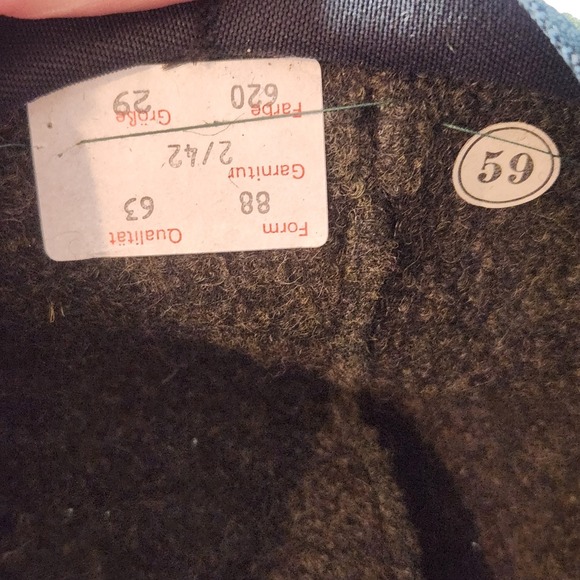 Form Qualität
88 63
Garnitur
2/42
Farbe Größe
620 29
59